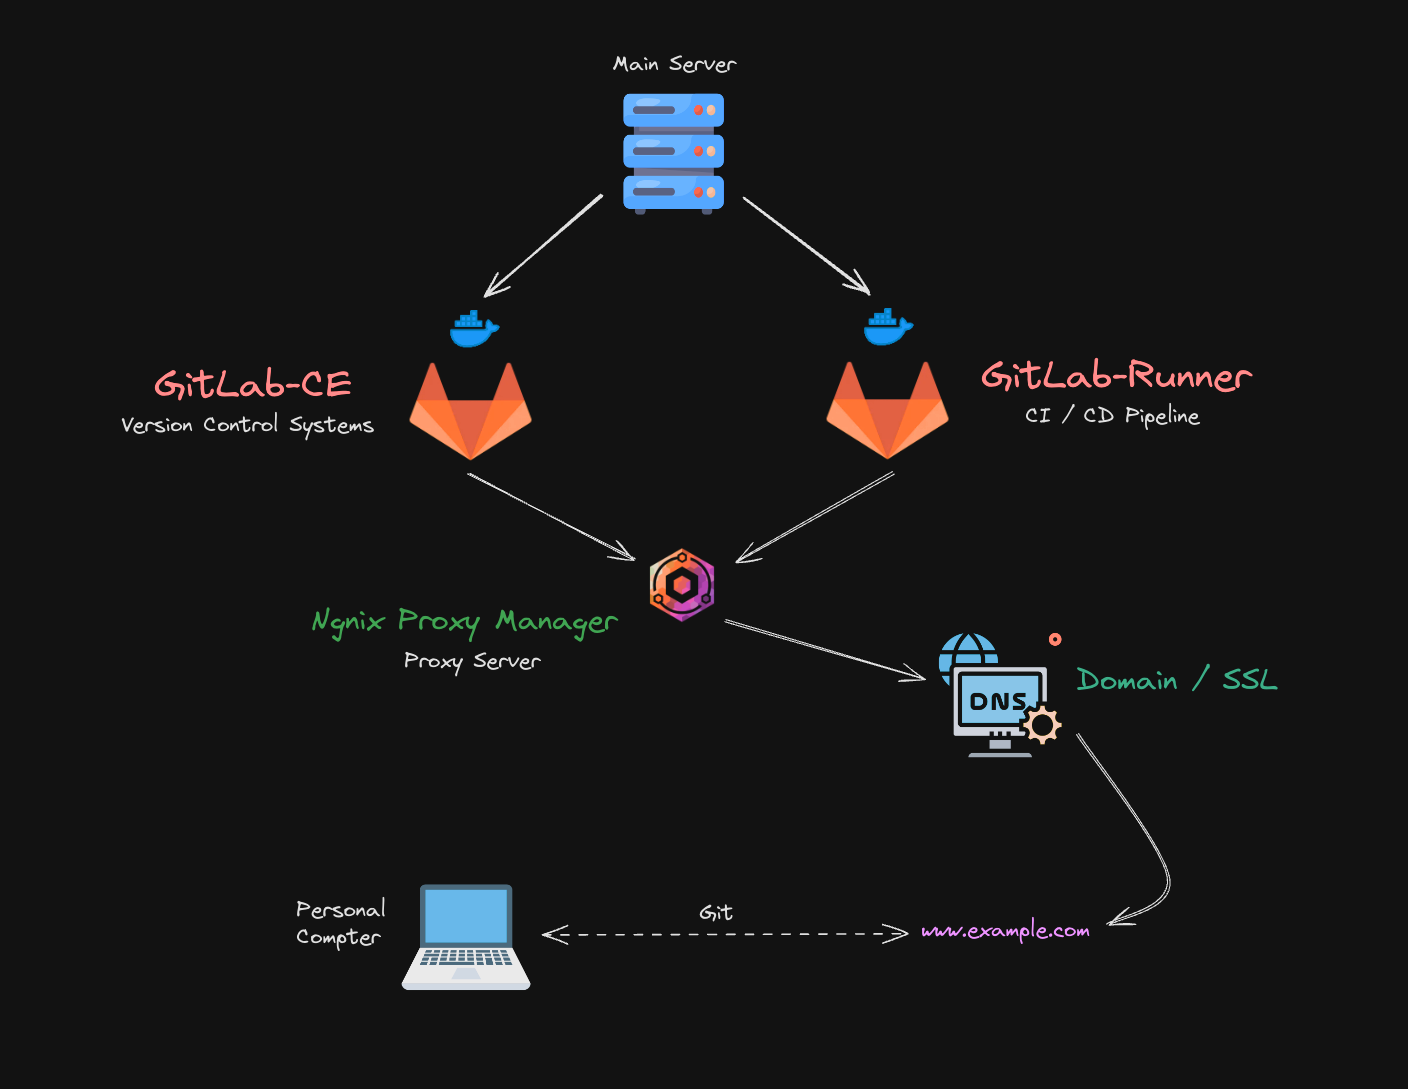 Main Server
GitLab-CE
Version Control Systems
GitLab-Runner
CI / CD Pipeline
Ngnix Proxy Manager
Proxy Server
DNS
Domain / SSL
Personal
Compter
Git
www.example.com